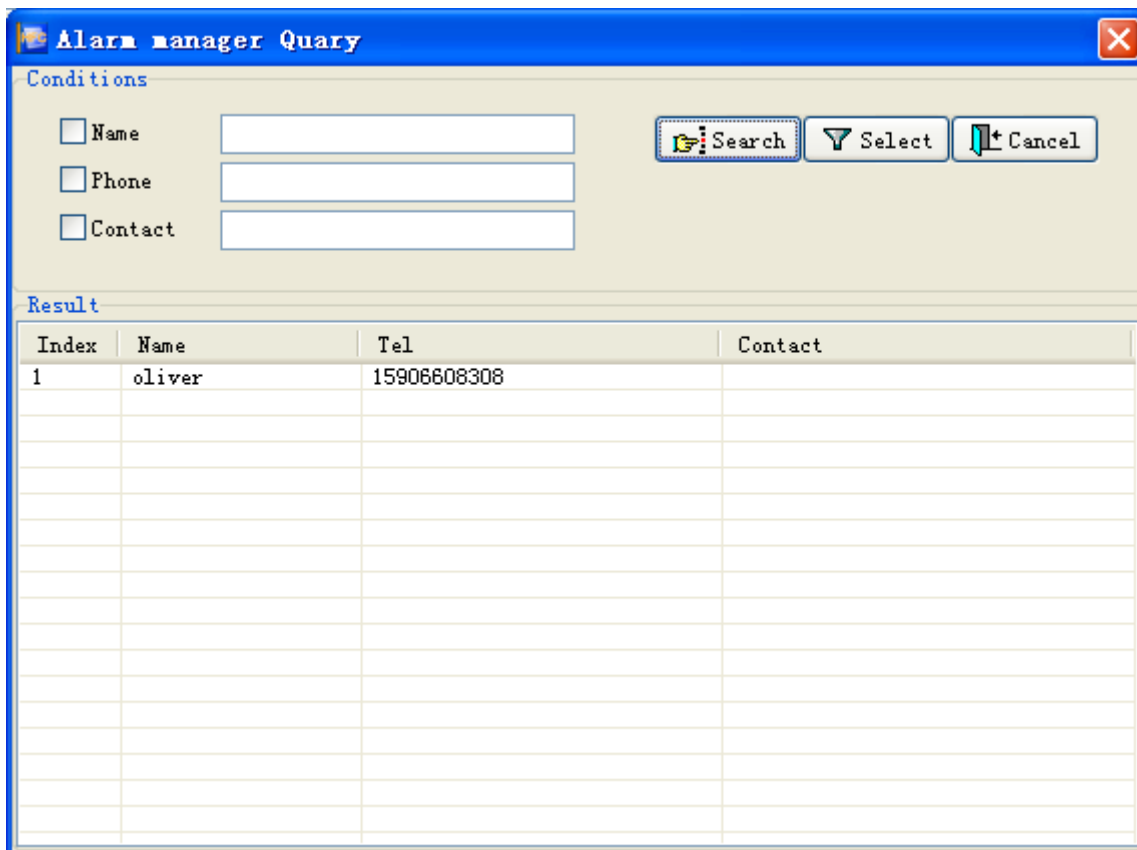 Alarm manager Quary
Conditions
Name
Phone
Contact
Search Select Cancel
Result
Index Name Tel Contact
1 oliver 15906608308